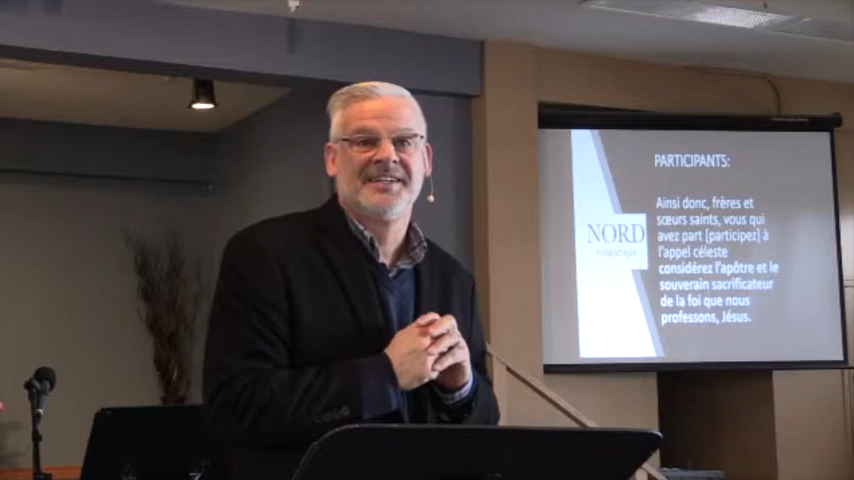 PARTICIPANTS:
Ainsi donc, frères et
sœurs saints, vous qui
avez part (participez) à
l'appel céleste
considérez l'apôtre et le
souverain sacrificateur
de la foi que nous
professons, Jésus.
NORD